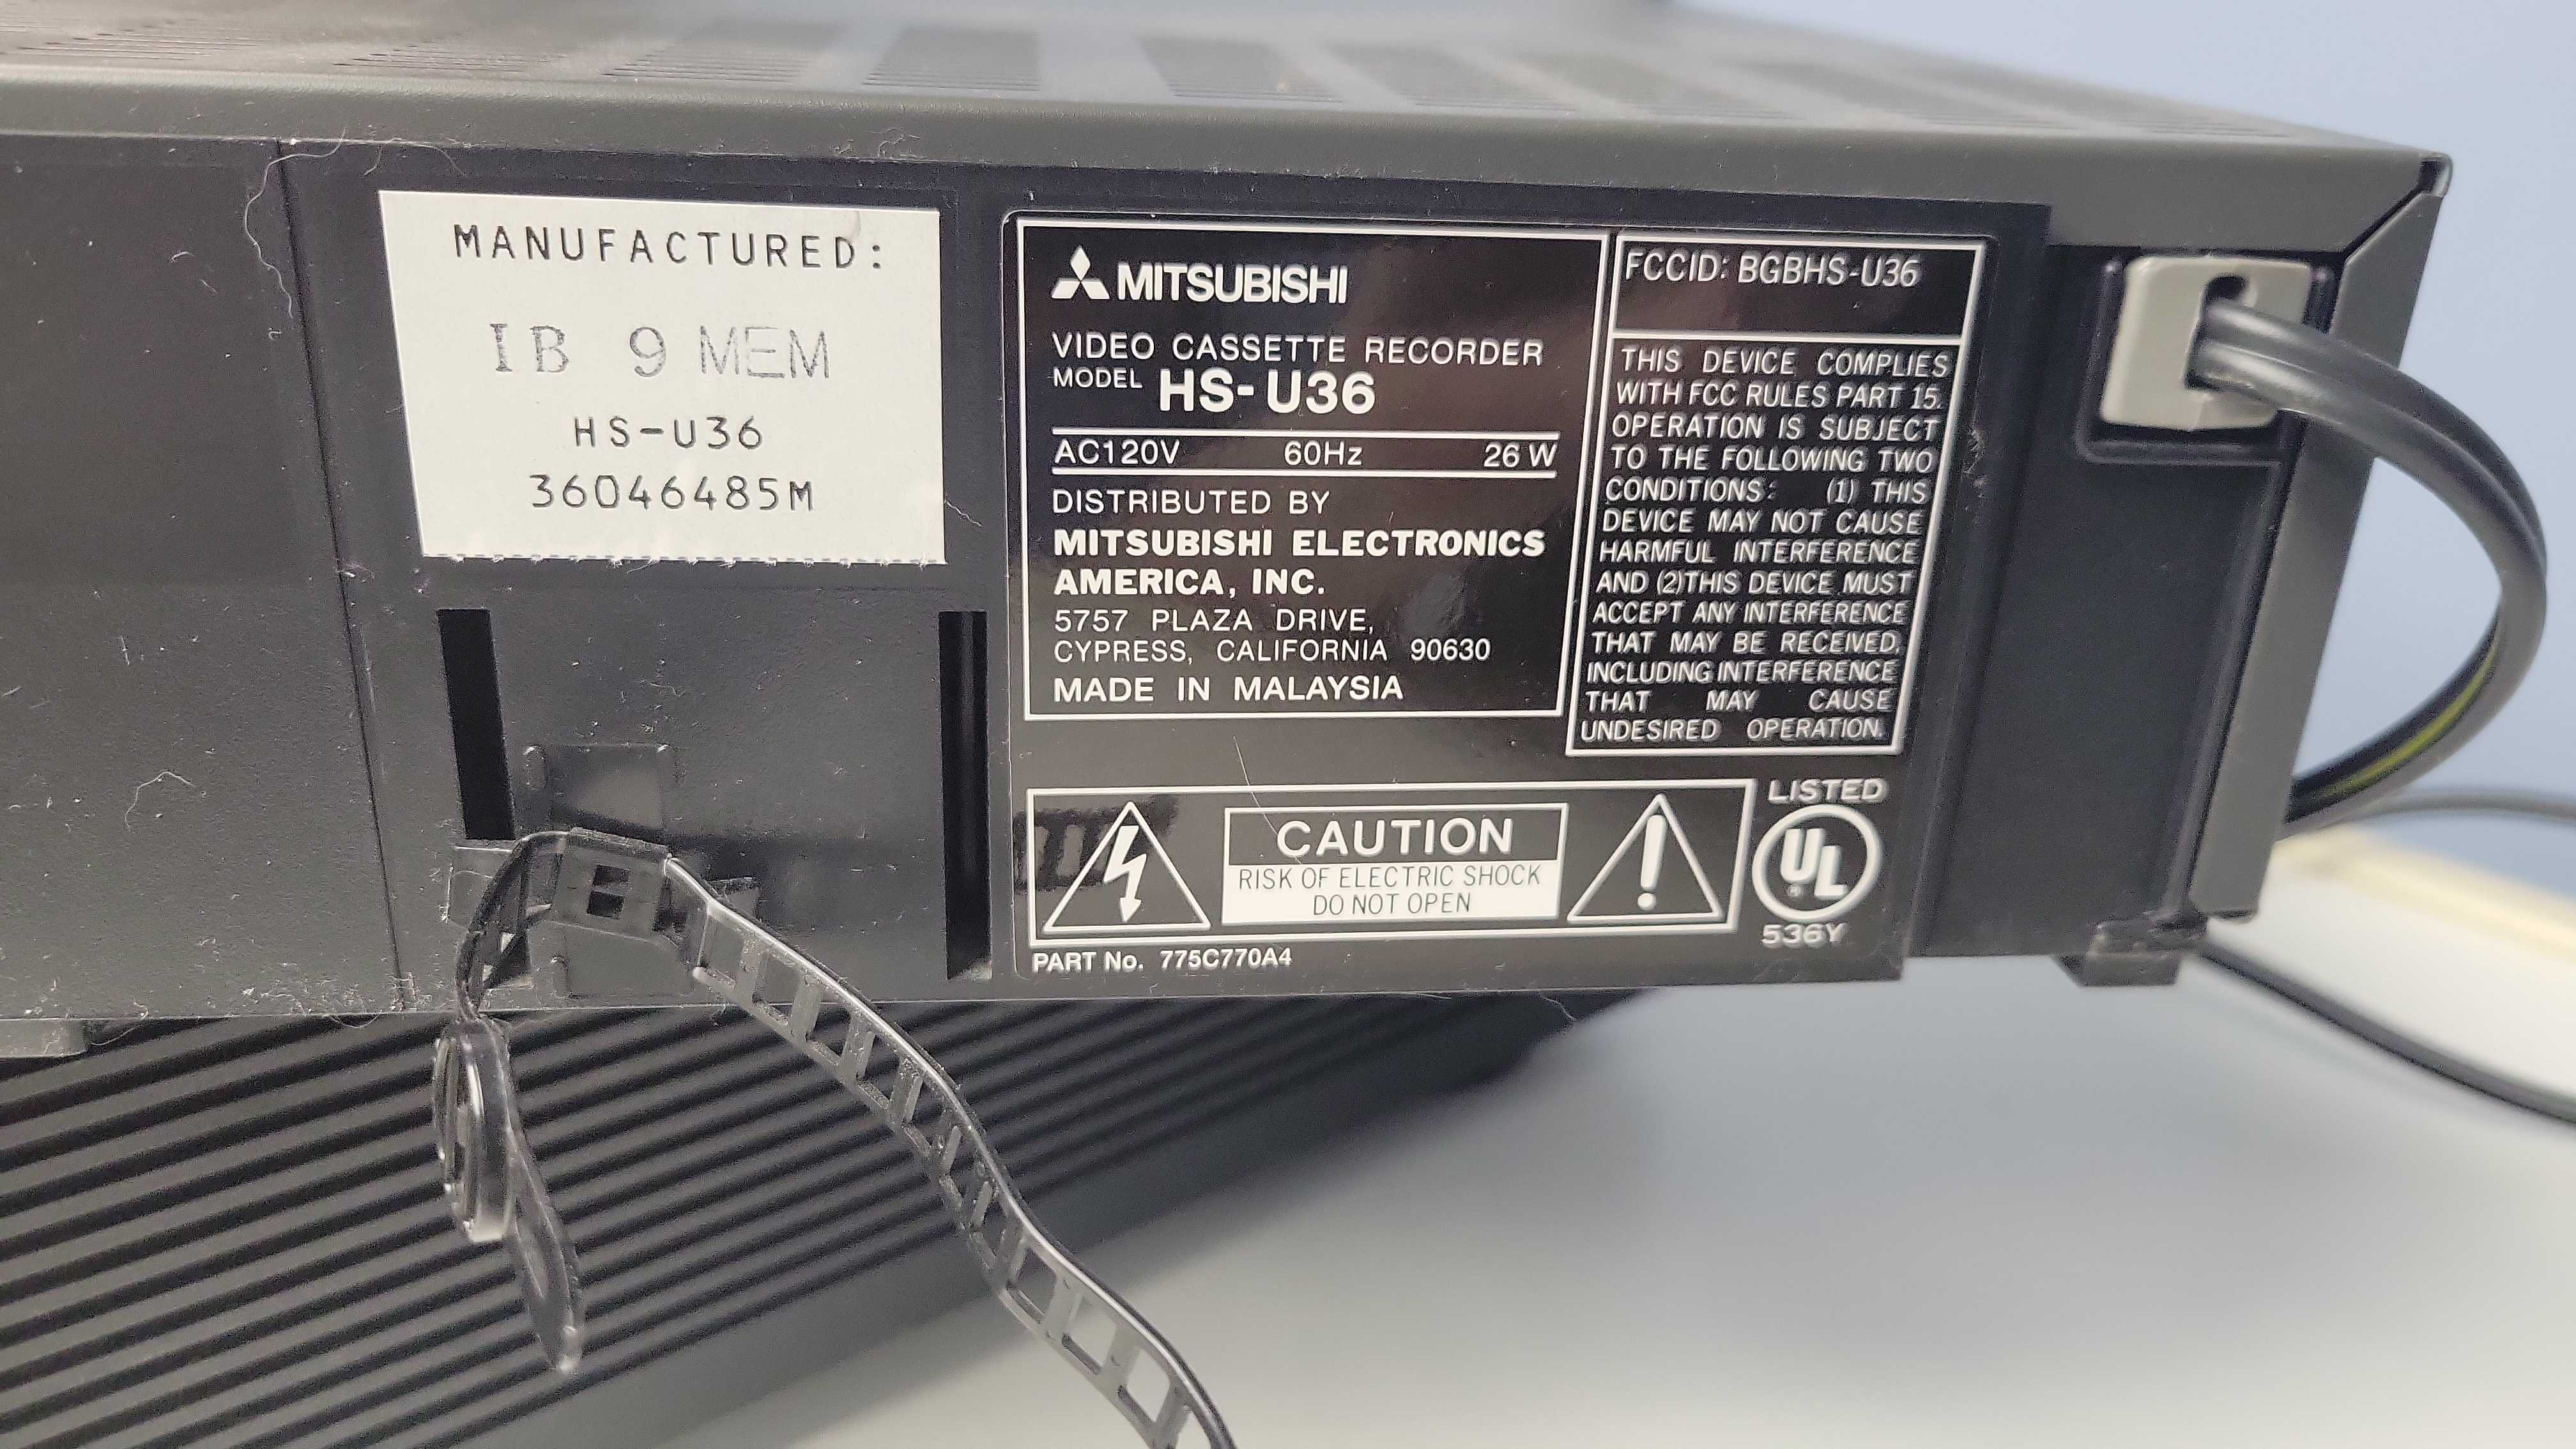 MANUFACTURED:
IB 9 MEM
HS-U36
36046485M
MITSUBISHI
VIDEO CASSETTE RECORDER
MODEL HS-U36
AC120V 60Hz 26 W
DISTRIBUTED BY
MITSUBISHI ELECTRONICS
AMERICA, INC.
5757 PLAZA DRIVE,
CYPRESS, CALIFORNIA 90630
MADE IN MALAYSIA
FCCID: BGBHS-U36
THIS DEVICE COMPLIES
WITH FCC RULES PART 15.
OPERATION IS SUBJECT
TO THE FOLLOWING TWO
CONDITIONS: (1) THIS
DEVICE MAY NOT CAUSE
HARMFUL INTERFERENCE
AND (2)THIS DEVICE MUST
ACCEPT ANY INTERFERENCE
THAT MAY BE RECEIVED,
INCLUDING INTERFERENCE
THAT MAY CAUSE
UNDESIRED OPERATION.
CAUTION
RISK OF ELECTRIC SHOCK
DO NOT OPEN
LISTED
UL ®
536Y
PART No. 775C770A4